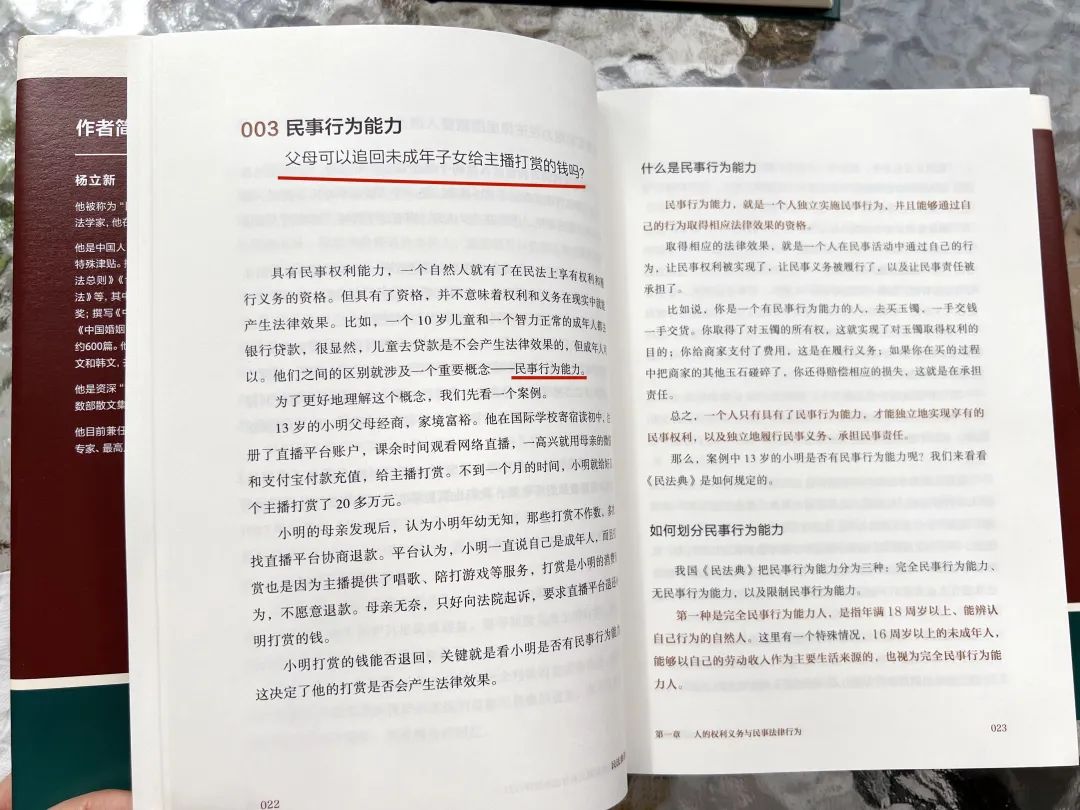 作者简
杨立新
他被称为“
法学家，他在
他是中国人
特殊津贴。
法总则》《
法》等，其中
奖；撰写《中
《中国婚姻
约600篇。他
文和韩文，
他是资深“
数部散文集
他目前兼任
专家、最高人
003 民事行为能力
父母可以追回未成年子女给主播打赏的钱吗？
具有民事权利能力，一个自然人就有了在民法上享有权利和履
行义务的资格。但具有了资格，并不意味着权利和义务在现实中就能
产生法律效果。比如，一个 10 岁儿童和一个智力正常的成年人都去
银行贷款，很显然，儿童去贷款是不会产生法律效果的，但成年人可
以。他们之间的区别就涉及一个重要概念——民事行为能力。
为了更好地理解这个概念，我们先看一个案例。
13 岁的小明父母经商，家境富裕。他在国际学校寄宿读初中，注
册了直播平台账户，课余时间观看网络直播，一高兴就用母亲的微信
和支付宝付款充值，给主播打赏。不到一个月的时间，小明就给好几
个主播打赏了 20 多万元。
小明的母亲发现后，认为小明年幼无知，那些打赏不作数，多次
找直播平台协商退款。平台认为，小明一直说自己是成年人，而且打
赏也是因为主播提供了唱歌、陪打游戏等服务，打赏是小明的消费行
为，不愿意退款。母亲无奈，只好向法院起诉，要求直播平台退还小
明打赏的钱。
小明打赏的钱能否退回，关键就是看小明是否有民事行为能力，
这决定了他的打赏是否会产生法律效果。
022
什么是民事行为能力
民事行为能力，就是一个人独立实施民事行为，并且能够通过自
己的行为取得相应法律效果的资格。
取得相应的法律效果，就是一个人在民事活动中通过自己的行
为，让民事权利被实现了，让民事义务被履行了，以及让民事责任被
承担了。
比如说，你是一个有民事行为能力的人，去买玉镯，一手交钱
一手交货。你取得了对玉镯的所有权，这就实现了对玉镯取得权利的
目的；你给商家支付了费用，这是在履行义务；如果你在买的过程
中把商家的其他玉石碰碎了，你还得赔偿相应的损失，这就是在承担
责任。
总之，一个人只有具有了民事行为能力，才能独立地实现享有的
民事权利，以及独立地履行民事义务、承担民事责任。
那么，案例中 13 岁的小明是否有民事行为能力呢？我们来看看
《民法典》是如何规定的。
如何划分民事行为能力
我国《民法典》把民事行为能力分为三种：完全民事行为能力、
无民事行为能力，以及限制民事行为能力。
第一种是完全民事行为能力人，是指年满 18 周岁以上、能辨认
自己行为的自然人。这里有一个特殊情况，16 周岁以上的未成年人，
能够以自己的劳动收入作为主要生活来源的，也视为完全民事行为能
力人。
第一章 人的权利义务与民事法律行为
023